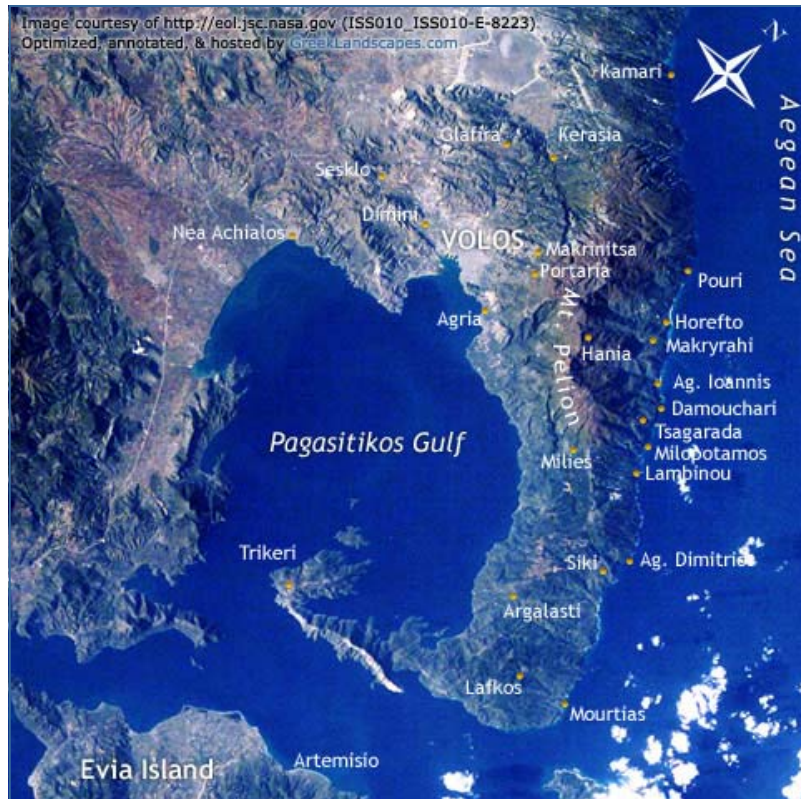 Image courtesy of http://eol.jsc.nasa.gov (ISS010_ISS010-E-8223)
Optimized, annotated, & hosted by GreekLandscapes.com
N
Kamari
Aegean Sea
Glafira
Kerasia
Sesklo
Dimini
Nea Achialos
VOLOS
Makrinitsa
Portaria
Pouri
Agria
Mt. Pelion
Horefto
Hania
Makryrahi
Ag. Ioannis
Damouchari
Tsagarada
Pagasitikos Gulf
Milies
Milopotamos
Lambinou
Trikeri
Siki
Ag. Dimitrios
Argalasti
Lafkos
Mourtias
Artemisio
Evia Island